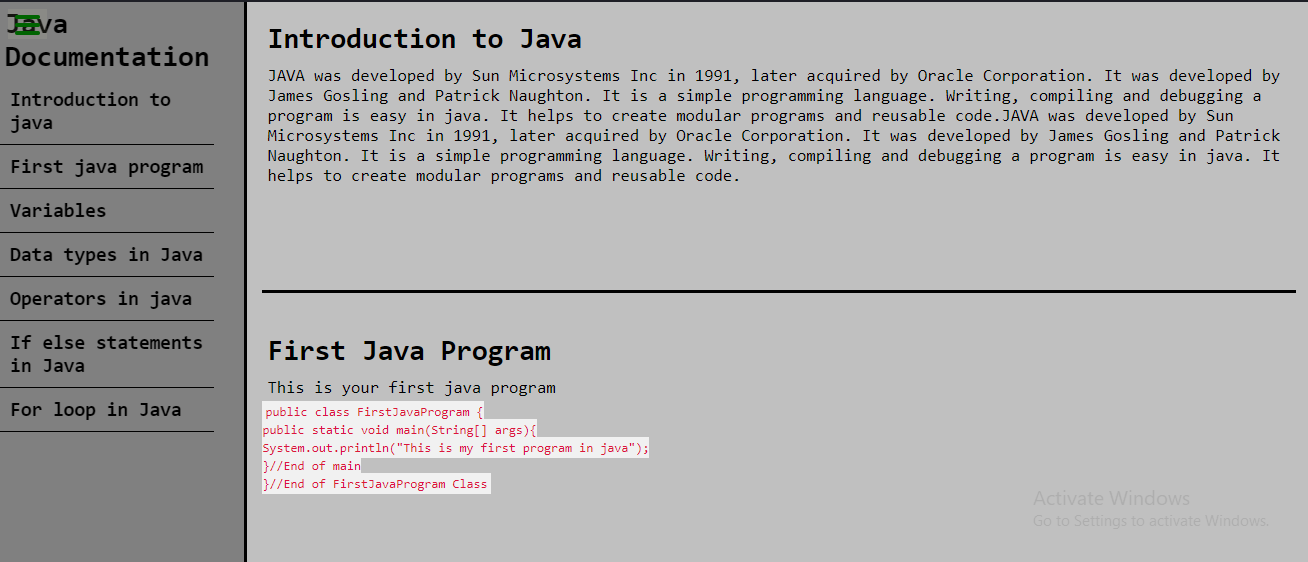 Java
Documentation
Introduction to
java
First java program
Variables
Data types in Java
Operators in java
If else statements
in Java
For loop in Java
Introduction to Java
JAVA was developed by Sun Microsystems Inc in 1991, later acquired by Oracle Corporation. It was developed by
James Gosling and Patrick Naughton. It is a simple programming language. Writing, compiling and debugging a
program is easy in java. It helps to create modular programs and reusable code.JAVA was developed by Sun
Microsystems Inc in 1991, later acquired by Oracle Corporation. It was developed by James Gosling and Patrick
Naughton. It is a simple programming language. Writing, compiling and debugging a program is easy in java. It
helps to create modular programs and reusable code.
First Java Program
This is your first java program
public class FirstJavaProgram {
public static void main(String[] args){
System.out.println("This is my first program in java");
}//End of main
}//End of FirstJavaProgram Class
Activate Windows
Go to Settings to activate Windows.